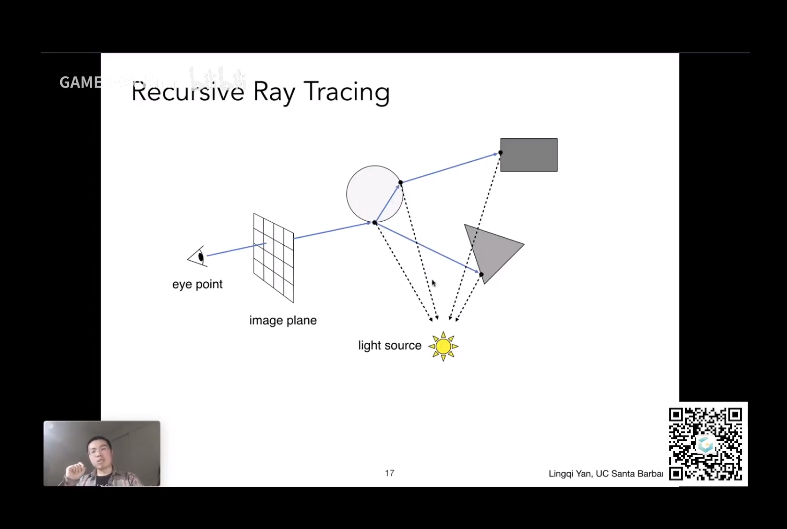 GAME
Recursive Ray Tracing
eye point
image plane
light source
17
Lingqi Yan, UC Santa Barbar